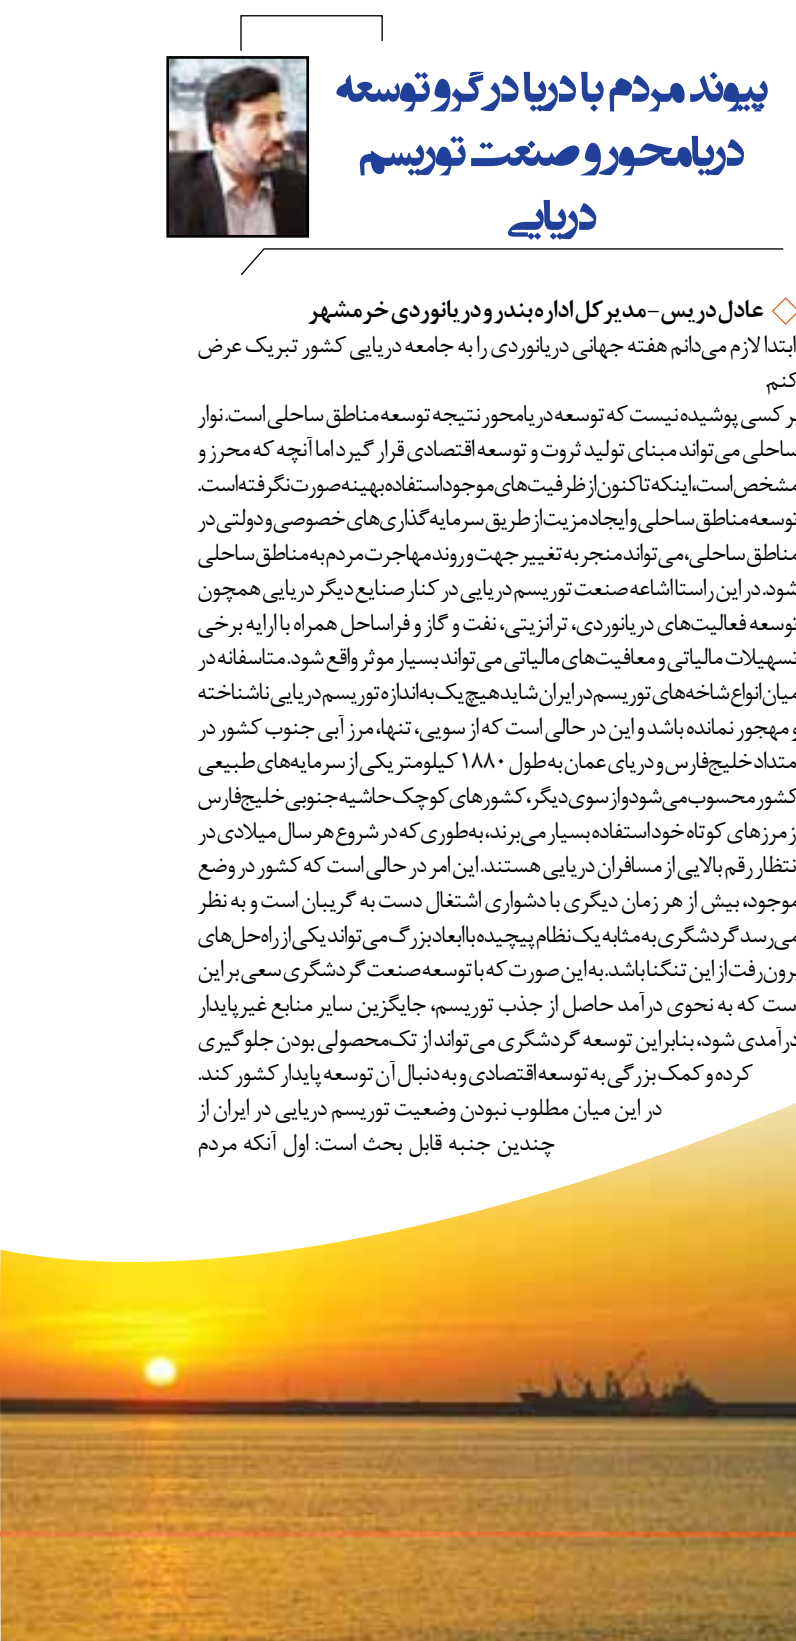 پیوند مردم با دریا در گرو توسعه
دریامحور و صنعت توریسم
دریایی
عادل دریس - مدیر کل اداره بندر و دریانوردی خرمشهر
ابتدا لازم می‌دانم هفته جهانی دریانوردی را به جامعه دریایی کشور تبریک عرض
کنم
بر کسی پوشیده نیست که توسعه دریامحور نتیجه توسعه مناطق ساحلی است. نوار
ساحلی می‌تواند مبنای تولید ثروت و توسعه اقتصادی قرار گیرد اما آنچه که محرز و
مشخص است، اینکه تاکنون از ظرفیت‌های موجود استفاده بهینه صورت نگرفته است.
توسعه مناطق ساحلی و ایجاد مزیت از طریق سرمایه گذاری‌های خصوصی و دولتی در
مناطق ساحلی، می‌تواند منجر به تغییر جهت و روند مهاجرت مردم به مناطق ساحلی
شود. در این راستا اشاعه صنعت توریسم دریایی در کنار صنایع دیگر دریایی همچون
توسعه فعالیت‌های دریانوردی، ترانزیتی، نفت و گاز و فراساحل همراه با ارایه برخی
تسهیلات مالیاتی و معافیت‌های مالیاتی می‌تواند بسیار موثر واقع شود. متاسفانه در
میان انواع شاخه‌های توریسم در ایران شاید هیچ یک به‌اندازه توریسم دریایی ناشناخته
و مهجور نمانده باشد و این در حالی است که از سویی، تنها، مرز آبی جنوب کشور در
امتداد خلیج‌فارس و دریای عمان به‌طول ۱۸۸۰ کیلومتر یکی از سرمایه‌های طبیعی
کشور محسوب می‌شود و از سوی دیگر، کشورهای کوچک حاشیه جنوبی خلیج‌فارس
از مرزهای کوتاه خود استفاده بسیار می‌برند، به‌طوری که در شروع هر سال میلادی در
انتظار رقم بالایی از مسافران دریایی هستند. این امر در حالی است که کشور در وضع
موجود، بیش از هر زمان دیگری با دشواری اشتغال دست به گریبان است و به نظر
می‌رسد گردشگری به مثابه یک نظام پیچیده با ابعاد بزرگ می‌تواند یکی از راه‌حل‌های
برون‌رفت از این تنگنا باشد. به این صورت که با توسعه صنعت گردشگری سعی بر این
است که به نحوی درآمد حاصل از جذب توریسم، جایگزین سایر منابع غیرپایدار
درآمدی شود، بنابراین توسعه گردشگری می‌تواند از تک‌محصولی بودن جلوگیری
کرده و کمک بزرگی به توسعه اقتصادی و به دنبال آن توسعه پایدار کشور کند.
در این میان مطلوب نبودن وضعیت توریسم دریایی در ایران از
چندین جنبه قابل بحث است: اول آنکه مردم